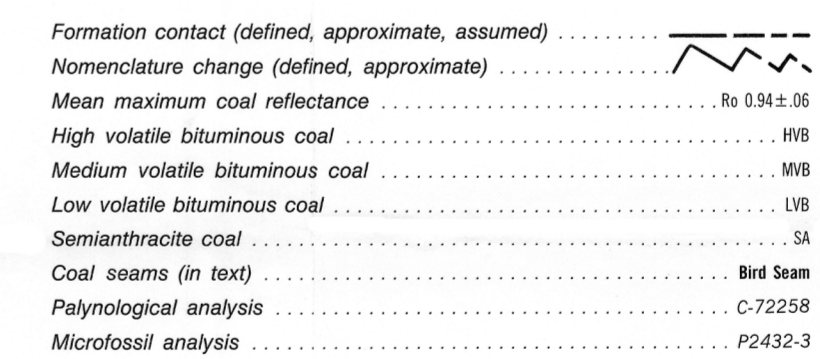 Formation contact (defined, approximate, assumed) . . . . . . . . .
Nomenclature change (defined, approximate) . . . . . . . . . . . . . . .
Mean maximum coal reflectance . . . . . . . . . . . . . . . . . . . . . . . . . . . . . Ro 0.94±.06
High volatile bituminous coal . . . . . . . . . . . . . . . . . . . . . . . . . . . . . . . . . . . . . HVB
Medium volatile bituminous coal . . . . . . . . . . . . . . . . . . . . . . . . . . . . . . . . . . MVB
Low volatile bituminous coal . . . . . . . . . . . . . . . . . . . . . . . . . . . . . . . . . . . . . . LVB
Semianthracite coal . . . . . . . . . . . . . . . . . . . . . . . . . . . . . . . . . . . . . . . . . . . . . . SA
Coal seams (in text) . . . . . . . . . . . . . . . . . . . . . . . . . . . . . . . . . . . . . . . . Bird Seam
Palynological analysis . . . . . . . . . . . . . . . . . . . . . . . . . . . . . . . . . . . . . . . C-72258
Microfossil analysis . . . . . . . . . . . . . . . . . . . . . . . . . . . . . . . . . . . . . . . . . P2432-3